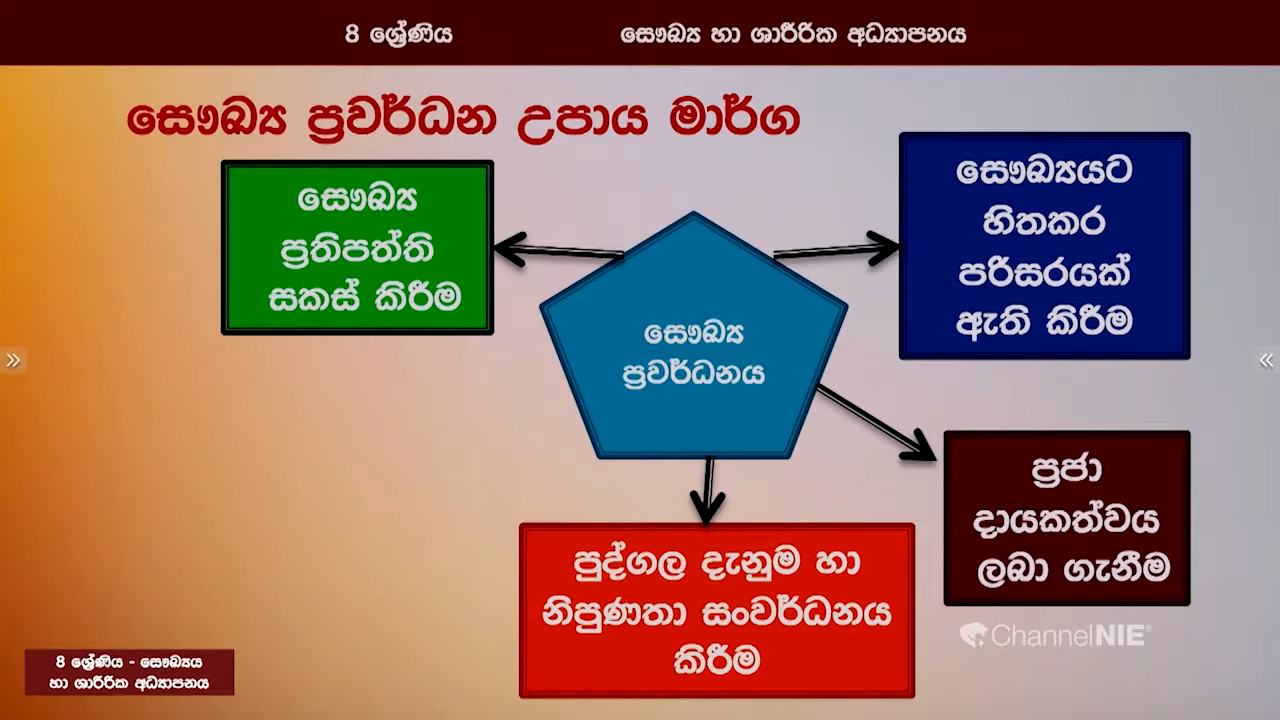 8 ශ්‍රේණිය
සෞඛ්‍ය හා ශාරීරික අධ්‍යාපනය
සෞඛ්‍ය ප්‍රවර්ධන උපාය මාර්ග
සෞඛ්‍ය
ප්‍රතිපත්ති
සකස් කිරීම
සෞඛ්‍යයට
හිතකර
පරිසරයක්
ඇති කිරීම
සෞඛ්‍ය
ප්‍රවර්ධනය
ප්‍රජා
දායකත්වය
ලබා ගැනීම
පුද්ගල දැනුම හා
නිපුණතා සංවර්ධනය
කිරීම
ChannelNIE®
8 ශ්‍රේණිය - සෞඛ්‍යය
හා ශාරීරික අධ්‍යාපනය